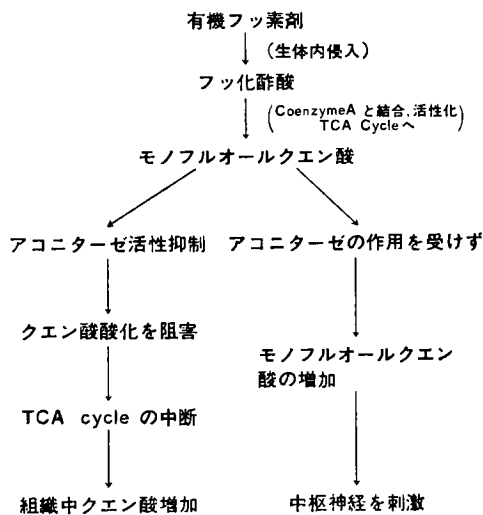 有機フッ素剤
(生体内侵入)
フッ化酢酸
(CoenzymeA と結合,活性化
TCA Cycleへ)
モノフルオールクエン酸
アコニターゼ活性抑制
クエン酸酸化を阻害
TCA cycle の中断
組織中クエン酸増加
アコニターゼの作用を受けず
モノフルオールクエン
酸の増加
中枢神経を刺激